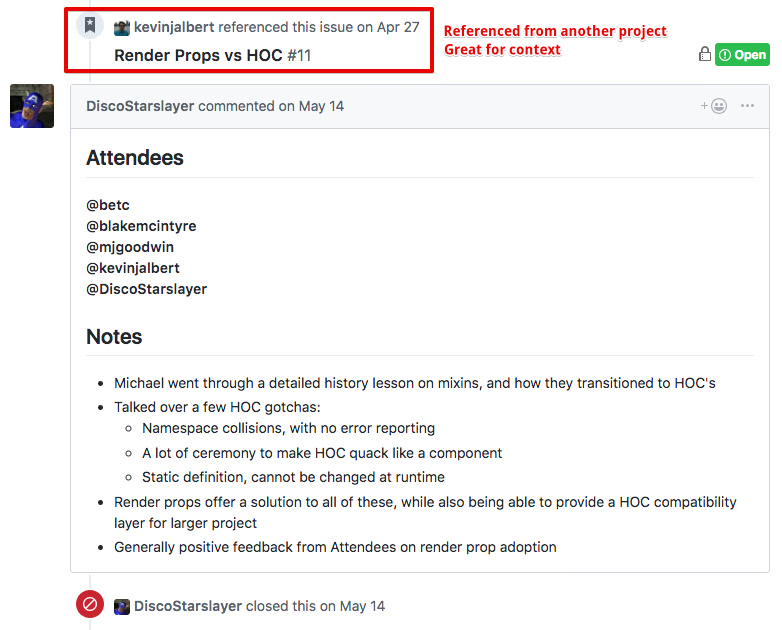 kevinjalbert referenced this issue on Apr 27
Render Props vs HOC #11
Referenced from another project
Great for context
Open
DiscoStarslayer commented on May 14
Attendees
@betc
@blakemcintyre
@mjgoodwin
@kevinjalbert
@DiscoStarslayer
Notes
• Michael went through a detailed history lesson on mixins, and how they transitioned to HOC's
• Talked over a few HOC gotchas:
◦ Namespace collisions, with no error reporting
◦ A lot of ceremony to make HOC quack like a component
◦ Static definition, cannot be changed at runtime
• Render props offer a solution to all of these, while also being able to provide a HOC compatibility
layer for larger project
• Generally positive feedback from Attendees on render prop adoption
DiscoStarslayer closed this on May 14